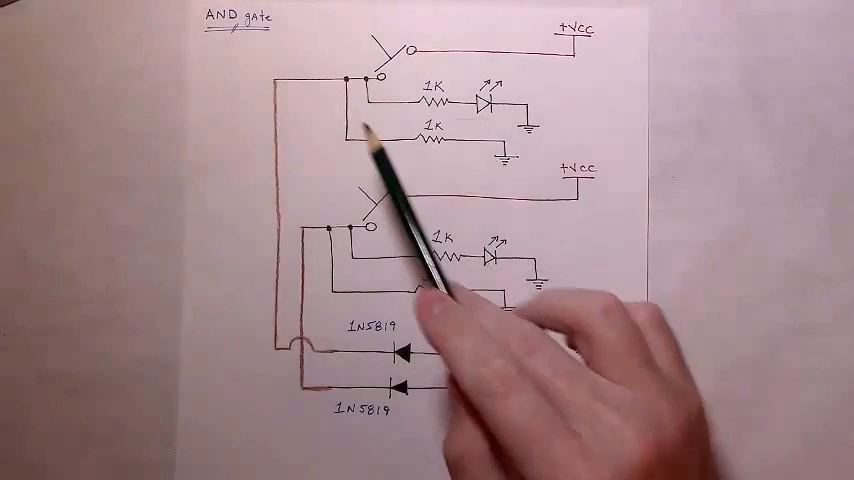 AND gate
+VCC
1K
1K
+VCC
1K
1N5819
1N5819